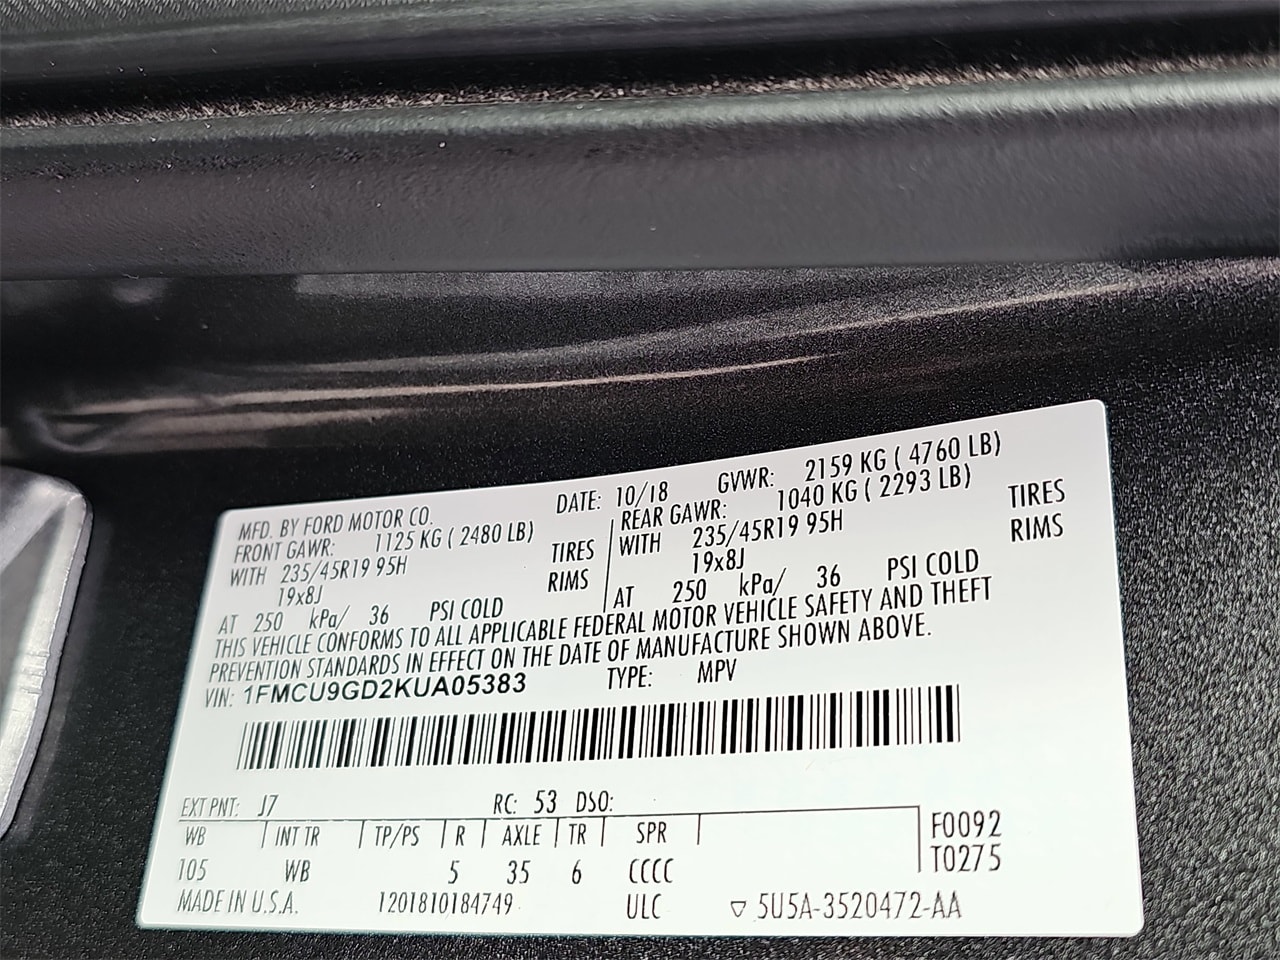 MFD. BY FORD MOTOR CO. DATE: 10/18 GVWR: 2159 KG ( 4760 LB)
FRONT GAWR: 1125 KG ( 2480 LB) REAR GAWR: 1040 KG ( 2293 LB)
WITH 235/45R19 95H TIRES WITH 235/45R19 95H TIRES
19x8J RIMS 19x8J RIMS
AT 250 kPa/ 36 PSI COLD AT 250 kPa/ 36 PSI COLD
THIS VEHICLE CONFORMS TO ALL APPLICABLE FEDERAL MOTOR VEHICLE SAFETY AND THEFT
PREVENTION STANDARDS IN EFFECT ON THE DATE OF MANUFACTURE SHOWN ABOVE.
VIN: 1FMCU9GD2KUA05383 TYPE: MPV
EXT PNT: J7 RC: 53 DSO:
WB INT TR TP/PS R AXLE TR SPR F0092
105 WB 5 35 6 CCCC T0275
MADE IN U.S.A. 1201810184749 ULC ▽ 5U5A-3520472-AA